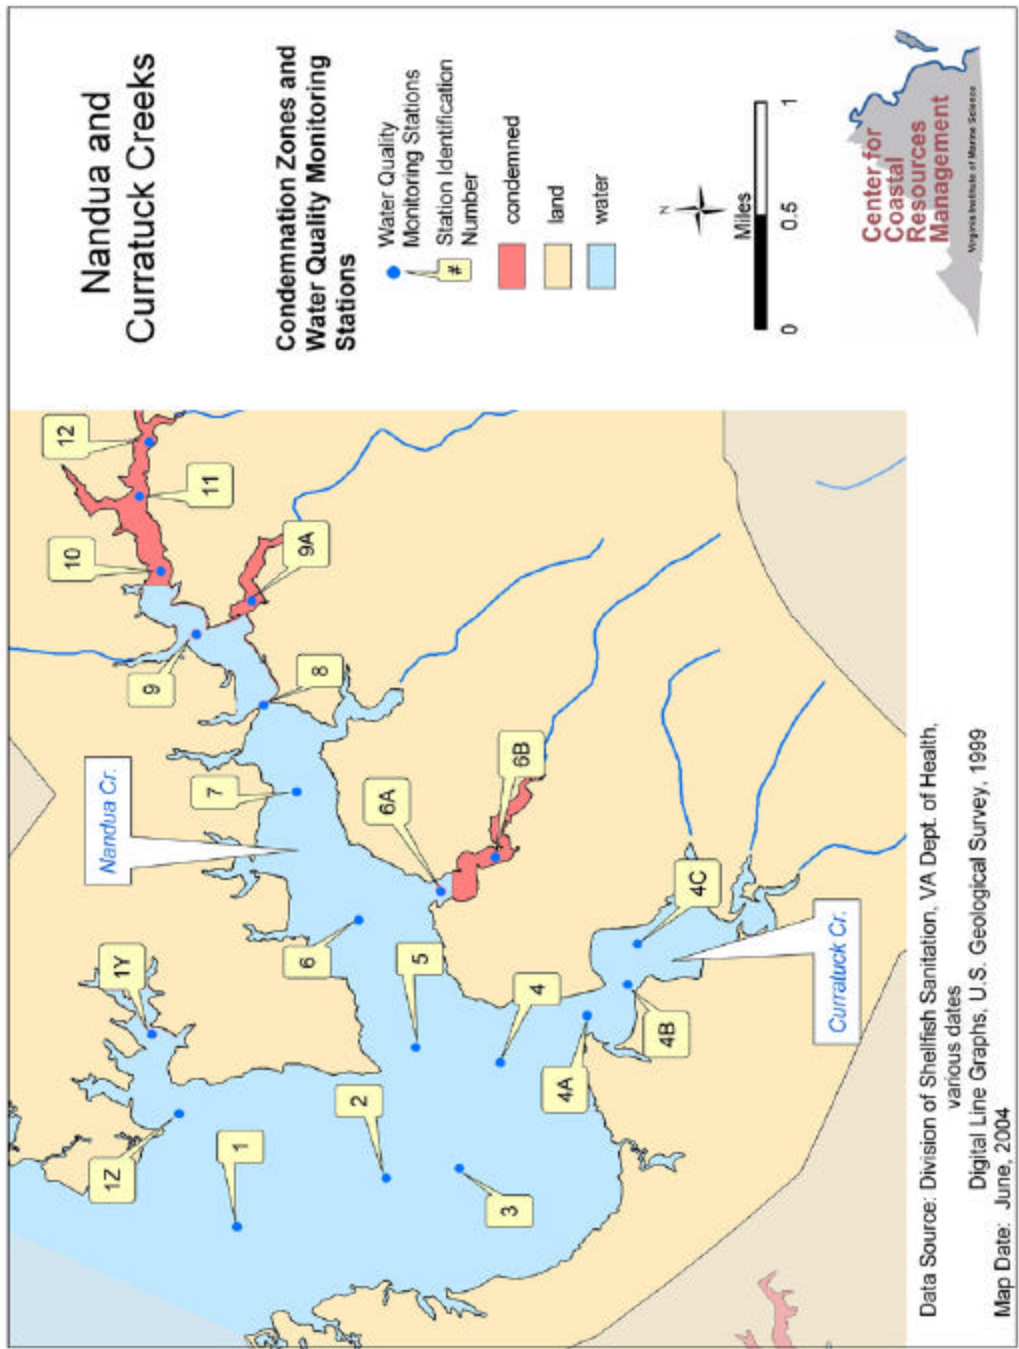 Nandua and
Curratuck Creeks
Condemnation Zones and
Water Quality Monitoring
Stations
Water Quality
Monitoring Stations
#
Station Identification
Number
condemned
land
water
N
Miles
0
0.5
1
Center for
Coastal
Resources
Management
Virginia Institute of Marine Science
12
11
10
9A
9
8
7
Nandua Cr.
6A
6B
6
5
4
4C
4B
4A
Curratuck Cr.
1Y
1Z
1
2
3
Data Source: Division of Shellfish Sanitation, VA Dept. of Health,
various dates
Digital Line Graphs, U.S. Geological Survey, 1999
Map Date: June, 2004